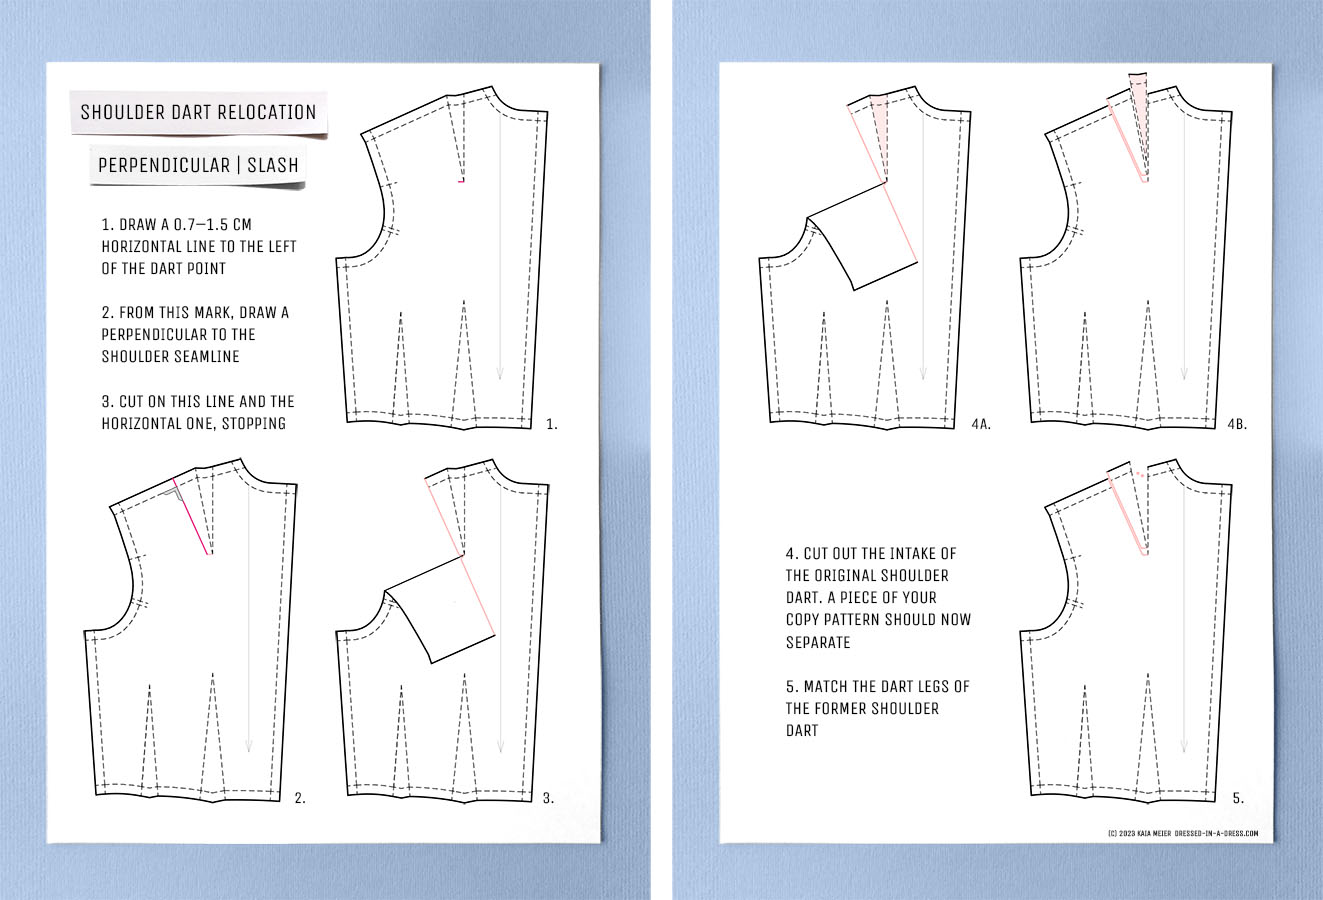 SHOULDER DART RELOCATION
PERPENDICULAR | SLASH
1. DRAW A 0.7–1.5 CM
HORIZONTAL LINE TO THE LEFT
OF THE DART POINT
2. FROM THIS MARK, DRAW A
PERPENDICULAR TO THE
SHOULDER SEAMLINE
3. CUT ON THIS LINE AND THE
HORIZONTAL ONE, STOPPING
1.
2.
3.
4A.
4B.
4. CUT OUT THE INTAKE OF
THE ORIGINAL SHOULDER
DART. A PIECE OF YOUR
COPY PATTERN SHOULD NOW
SEPARATE
5. MATCH THE DART LEGS OF
THE FORMER SHOULDER
DART
5.
(C) 2023 KAIA MEIER DRESSED-IN-A-DRESS.COM